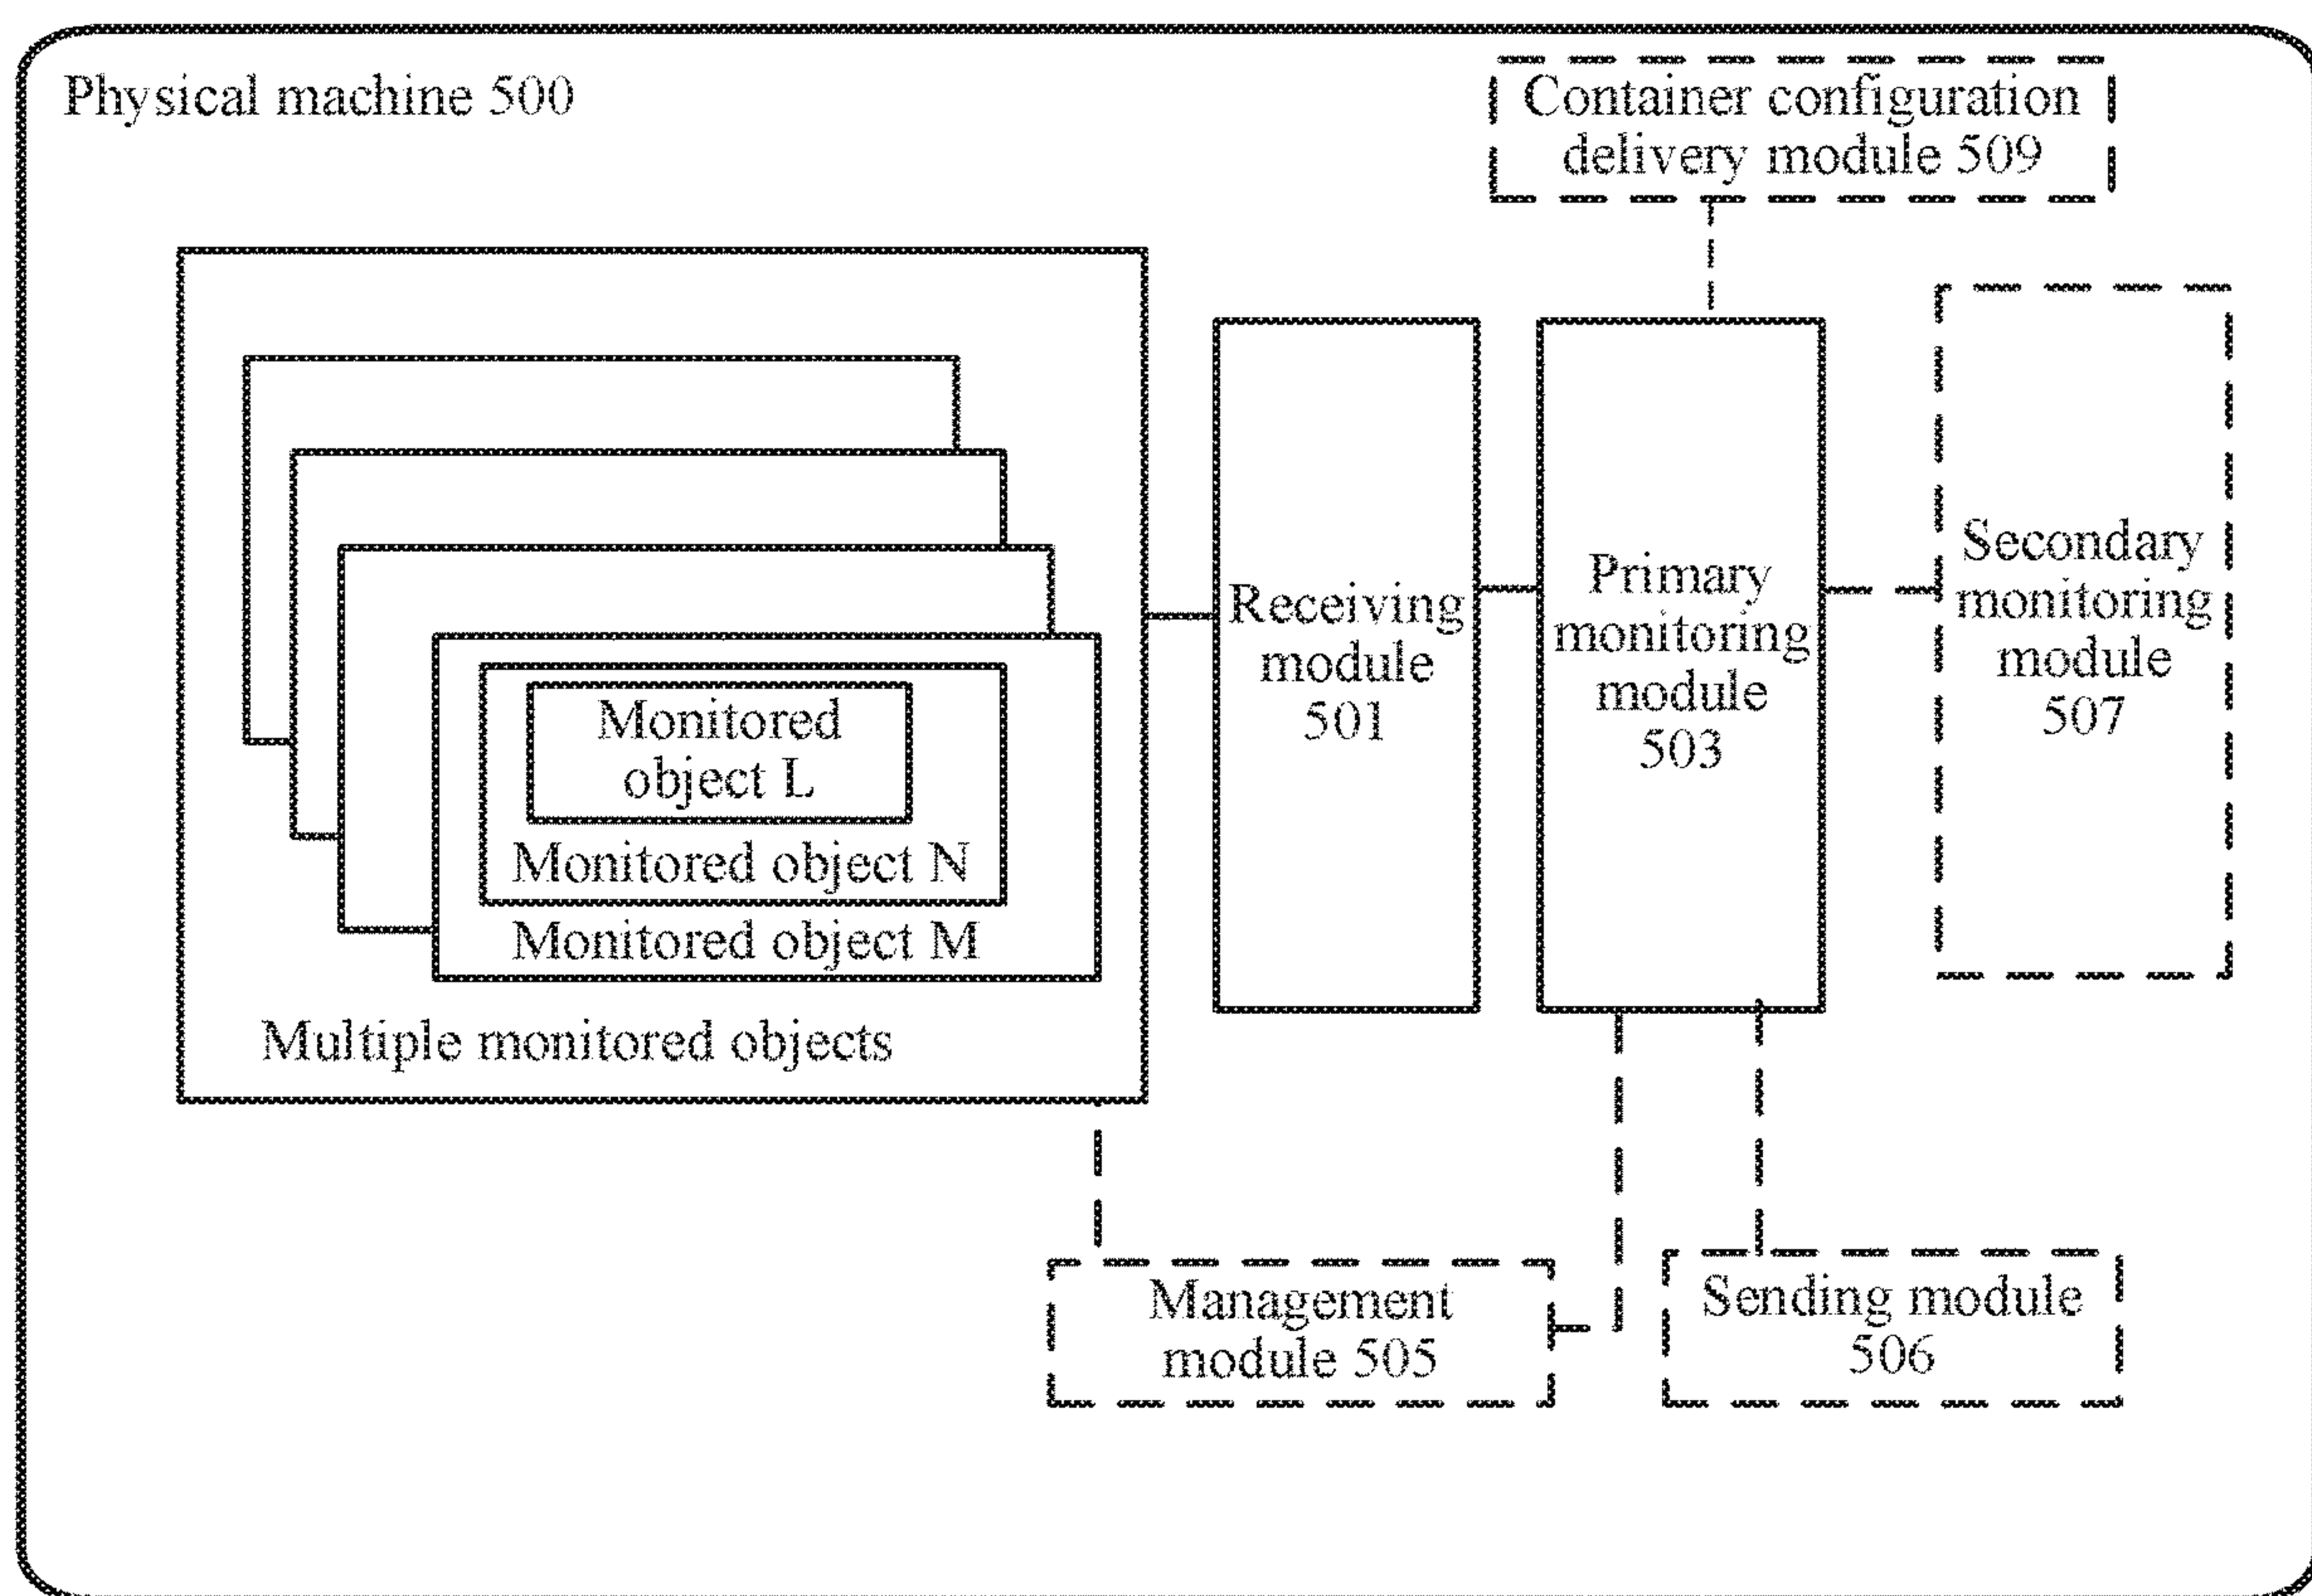 Physical machine 500
Container configuration
delivery module 509
Monitored
object L
Monitored object N
Monitored object M
Multiple monitored objects
Receiving
module
501
Primary
monitoring
module
503
Secondary
monitoring
module
507
Management
module 505
Sending module
506